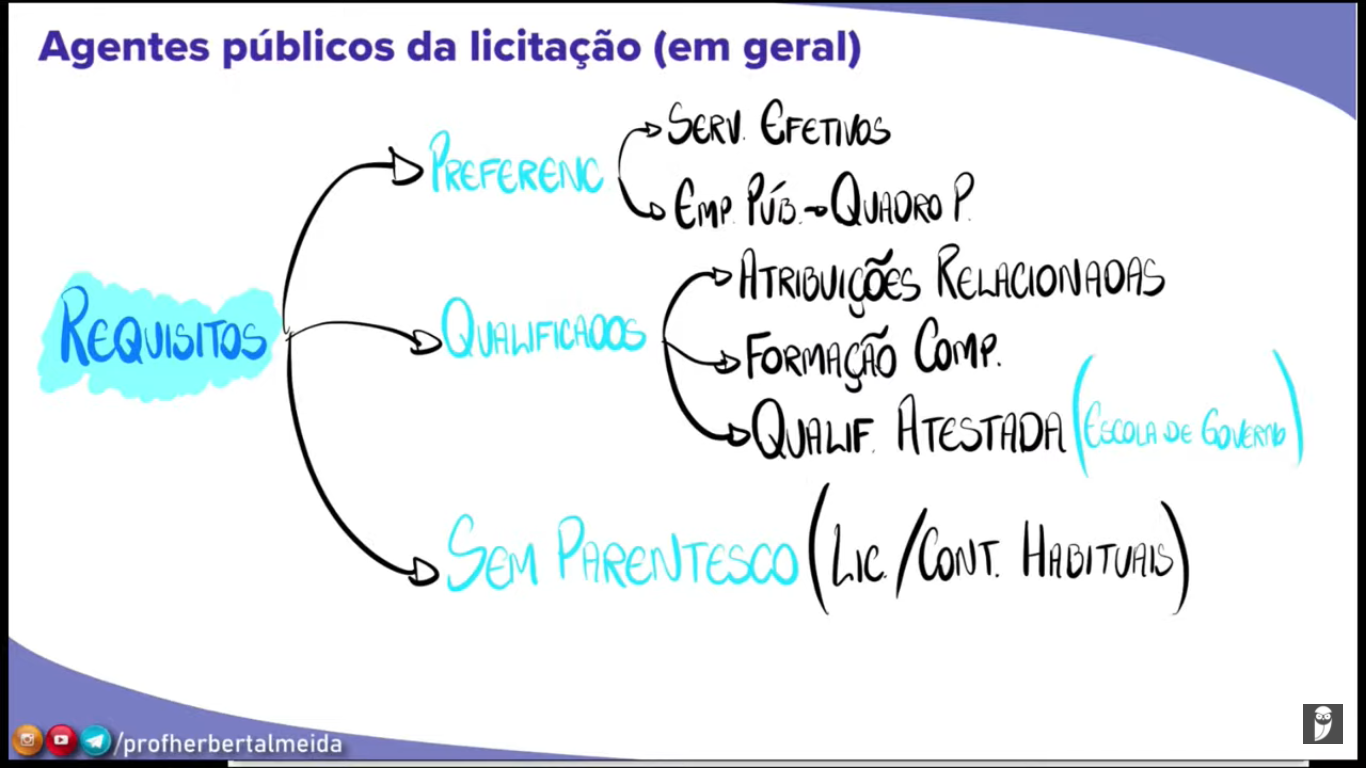 Agentes públicos da licitação (em geral)
REQUISITOS
PREFERENC
SERV. EFETIVOS
EMP. PÚB. → QUADRO P.
QUALIFICADOS
ATRIBUIÇÕES RELACIONADAS
FORMAÇÃO COMP.
QUALIF. ATESTADA (ESCOLA DE GOVERNO)
SEM PARENTESCO (LIC. / CONT. HABITUAIS)
/profherbertalmeida